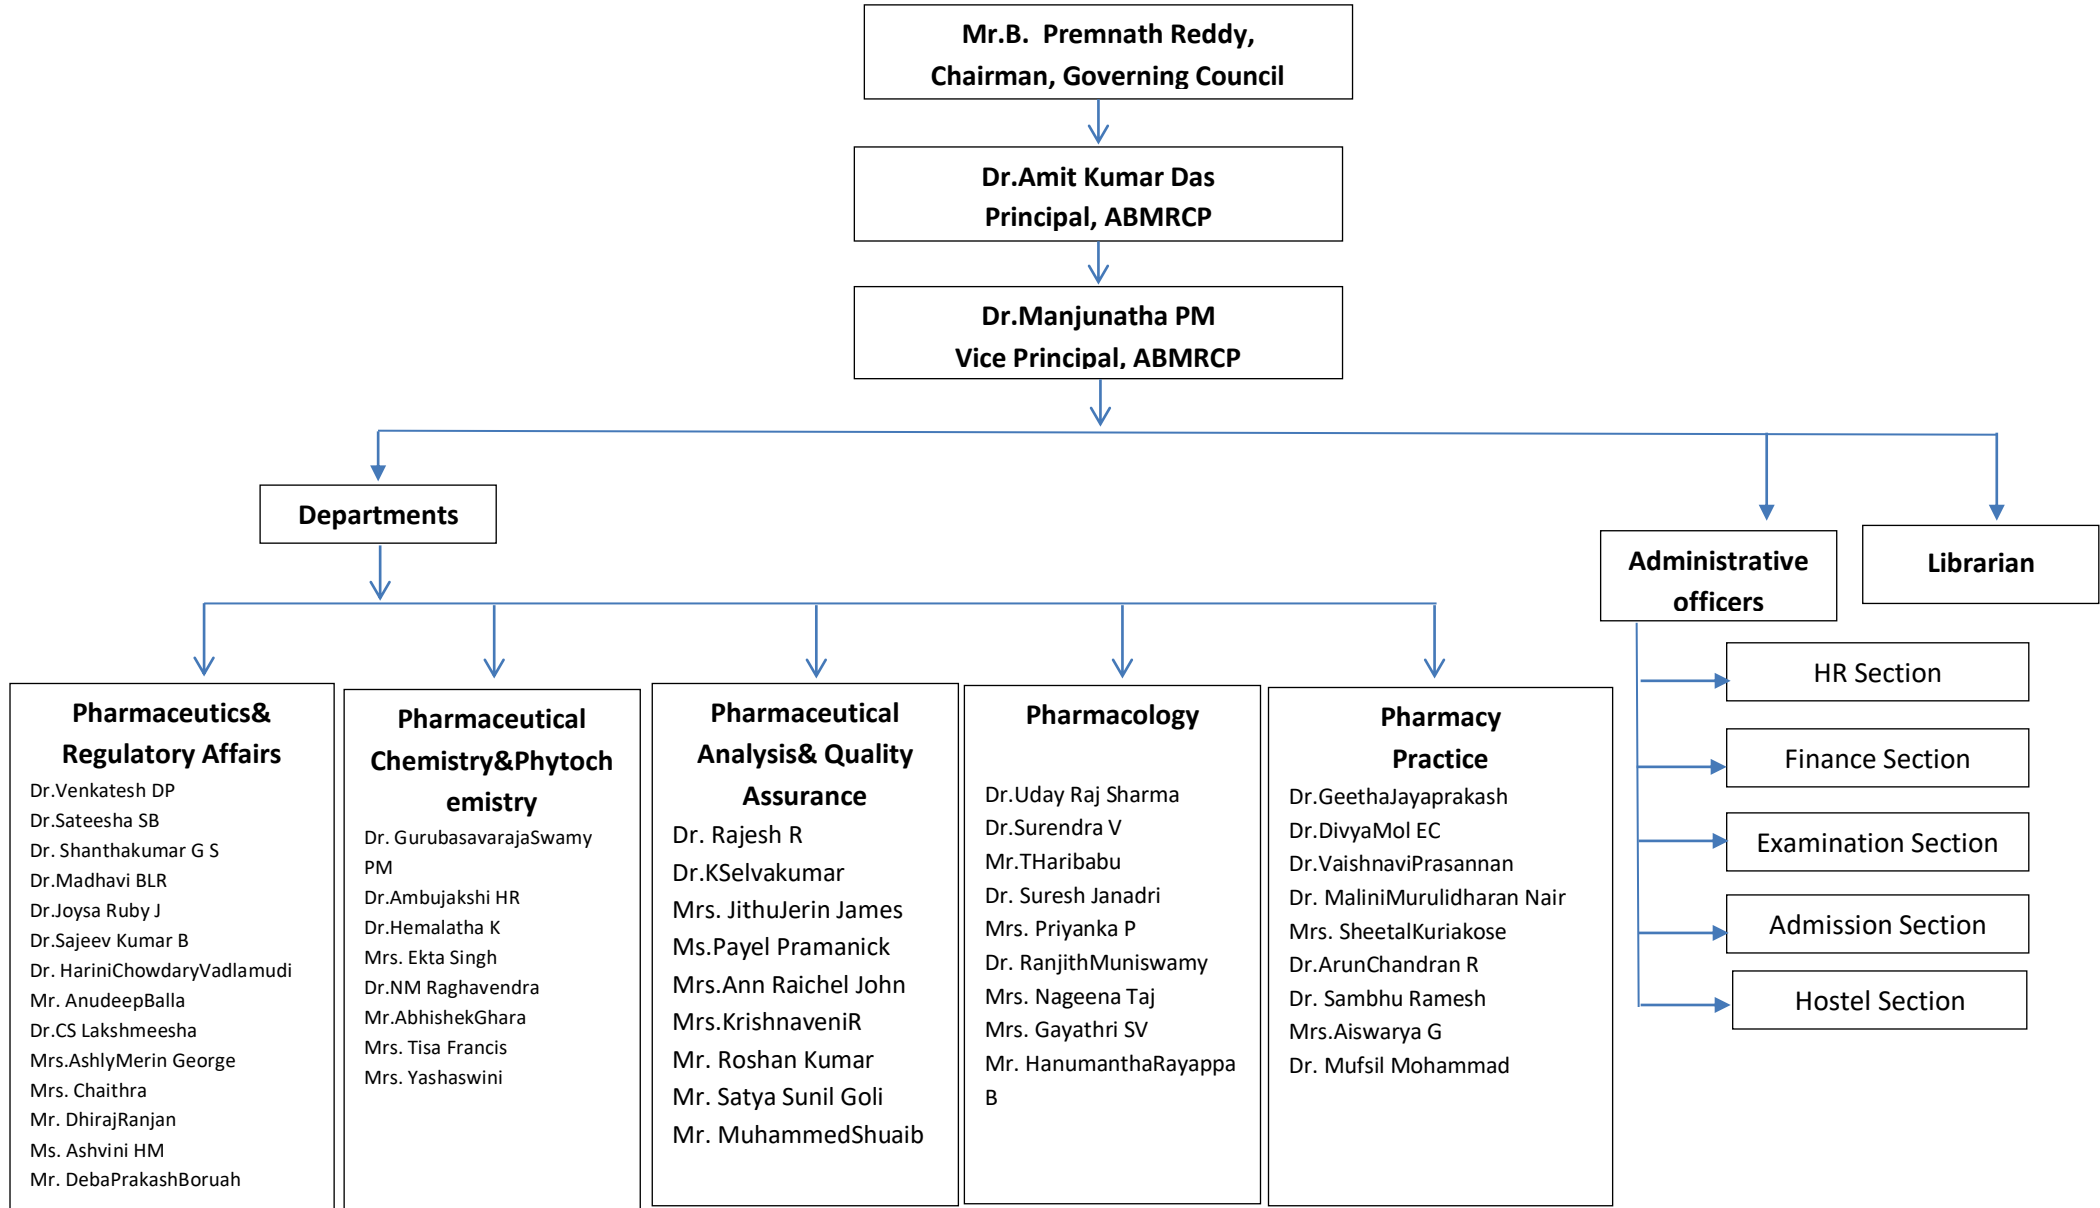 Mr.B.  Premnath Reddy,
Chairman, Governing Council
Dr.Amit Kumar Das
Principal, ABMRCP
Dr.Manjunatha PM
Vice Principal, ABMRCP
Departments
Administrative
officers
Librarian
HR Section
Finance Section
Examination Section
Admission Section
Hostel Section
Pharmaceutics&
Regulatory Affairs
Dr.Venkatesh DP
Dr.Sateesha SB
Dr. Shanthakumar G S
Dr.Madhavi BLR
Dr.Joysa Ruby J
Dr.Sajeev Kumar B
Dr. HariniChowdaryVadlamudi
Mr. AnudeepBalla
Dr.CS Lakshmeesha
Mrs.AshlyMerin George
Mrs. Chaithra
Mr. DhirajRanjan
Ms. Ashvini HM
Mr. DebaPrakashBoruah
Pharmaceutical
Chemistry&Phytoch
emistry
Dr. GurubasavarajaSwamy
PM
Dr.Ambujakshi HR
Dr.Hemalatha K
Mrs. Ekta Singh
Dr.NM Raghavendra
Mr.AbhishekGhara
Mrs. Tisa Francis
Mrs. Yashaswini
Pharmaceutical
Analysis& Quality
Assurance
Dr. Rajesh R
Dr.KSelvakumar
Mrs. JithuJerin James
Ms.Payel Pramanick
Mrs.Ann Raichel John
Mrs.KrishnaveniR
Mr. Roshan Kumar
Mr. Satya Sunil Goli
Mr. MuhammedShuaib
Pharmacology
Dr.Uday Raj Sharma
Dr.Surendra V
Mr.THaribabu
Dr. Suresh Janadri
Mrs. Priyanka P
Dr. RanjithMuniswamy
Mrs. Nageena Taj
Mrs. Gayathri SV
Mr. HanumanthaRayappa
B
Pharmacy
Practice
Dr.GeethaJayaprakash
Dr.DivyaMol EC
Dr.VaishnaviPrasannan
Dr. MaliniMurulidharan Nair
Mrs. SheetalKuriakose
Dr.ArunChandran R
Dr. Sambhu Ramesh
Mrs.Aiswarya G
Dr. Mufsil Mohammad